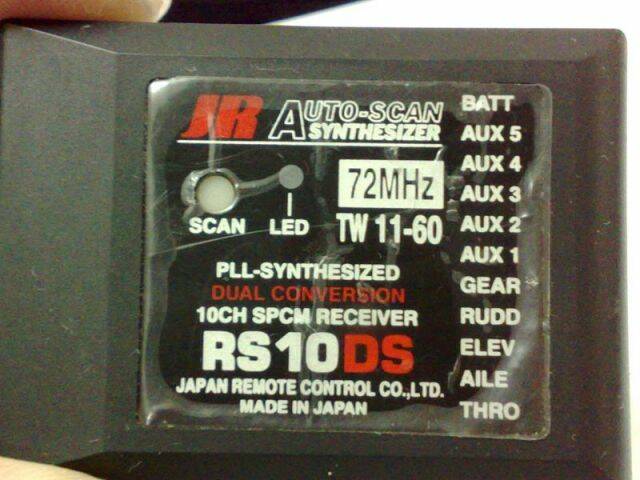 JR AUTO-SCAN
SYNTHESIZER
72MHz
SCAN LED TW 11-60
PLL-SYNTHESIZED
DUAL CONVERSION
10CH SPCM RECEIVER
RS10DS
JAPAN REMOTE CONTROL CO.,LTD.
MADE IN JAPAN
BATT
AUX 5
AUX 4
AUX 3
AUX 2
AUX 1
GEAR
RUDD
ELEV
AILE
THRO